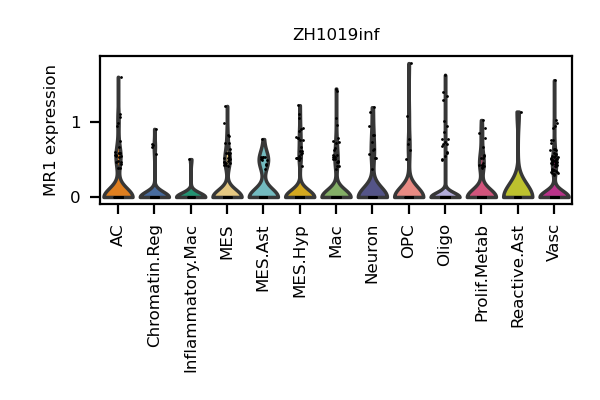 ZH1019inf
MR1 expression
1
0
AC
Chromatin.Reg
Inflammatory.Mac
MES
MES.Ast
MES.Hyp
Mac
Neuron
OPC
Oligo
Prolif.Metab
Reactive.Ast
Vasc